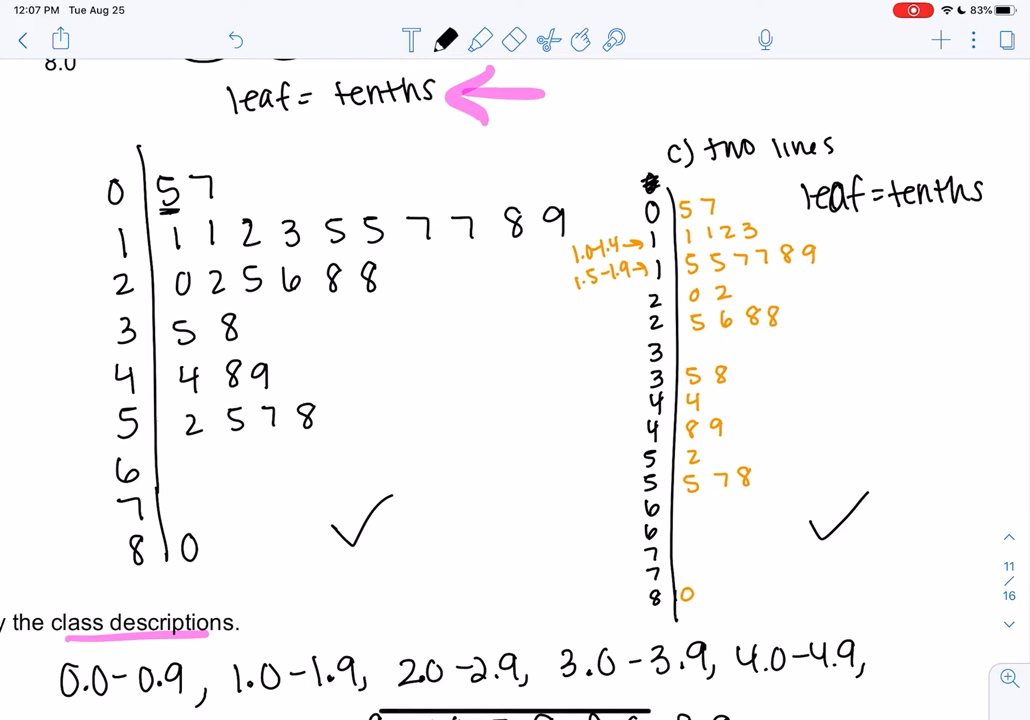 12:07 PM Tue Aug 25
83%
T
8.0
leaf = tenths
c) two lines
leaf = tenths
0 5 7
1 1 1 2 3 5 5 7 7 8 9
2 0 2 5 6 8 8
3 5 8
4 4 8 9
5 2 5 7 8
6
7
8 0
0 5 7
1.0-1.4 → 1 1 1 2 3
1.5-1.9 → 1 5 5 7 7 8 9
2 0 2
2 5 6 8 8
3
3 5 8
4 4
4 8 9
5 2
5 5 7 8
6
6
7
7
8 0
11
/
16
y the class descriptions.
0.0-0.9, 1.0-1.9, 2.0-2.9, 3.0-3.9, 4.0-4.9,